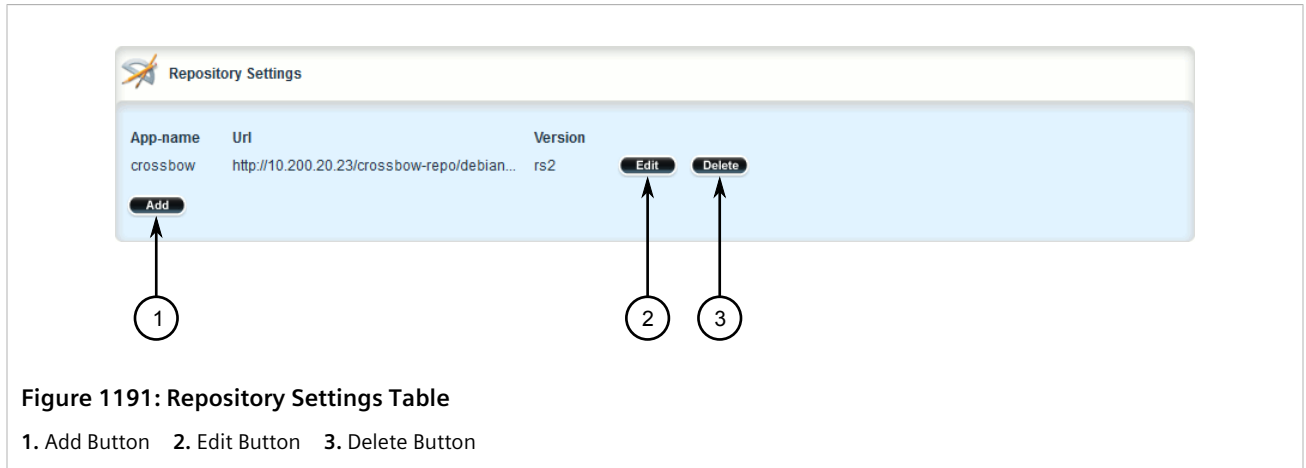 Repository Settings
App-name Url Version
crossbow http://10.200.20.23/crossbow-repo/debian... rs2 Edit Delete
Add
1 2 3
Figure 1191: Repository Settings Table
1. Add Button 2. Edit Button 3. Delete Button